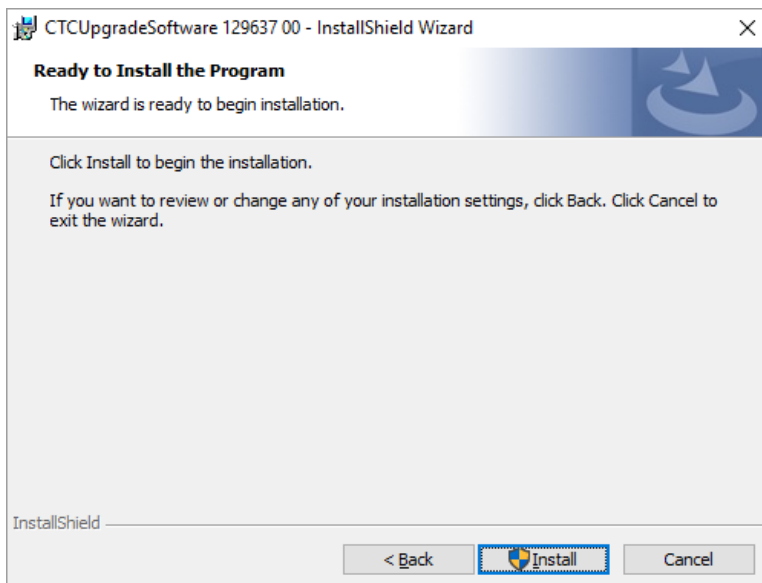 CTCUpgradeSoftware 129637 00 - InstallShield Wizard
Ready to Install the Program
The wizard is ready to begin installation.
Click Install to begin the installation.
If you want to review or change any of your installation settings, click Back. Click Cancel to
exit the wizard.
InstallShield
< Back Install Cancel